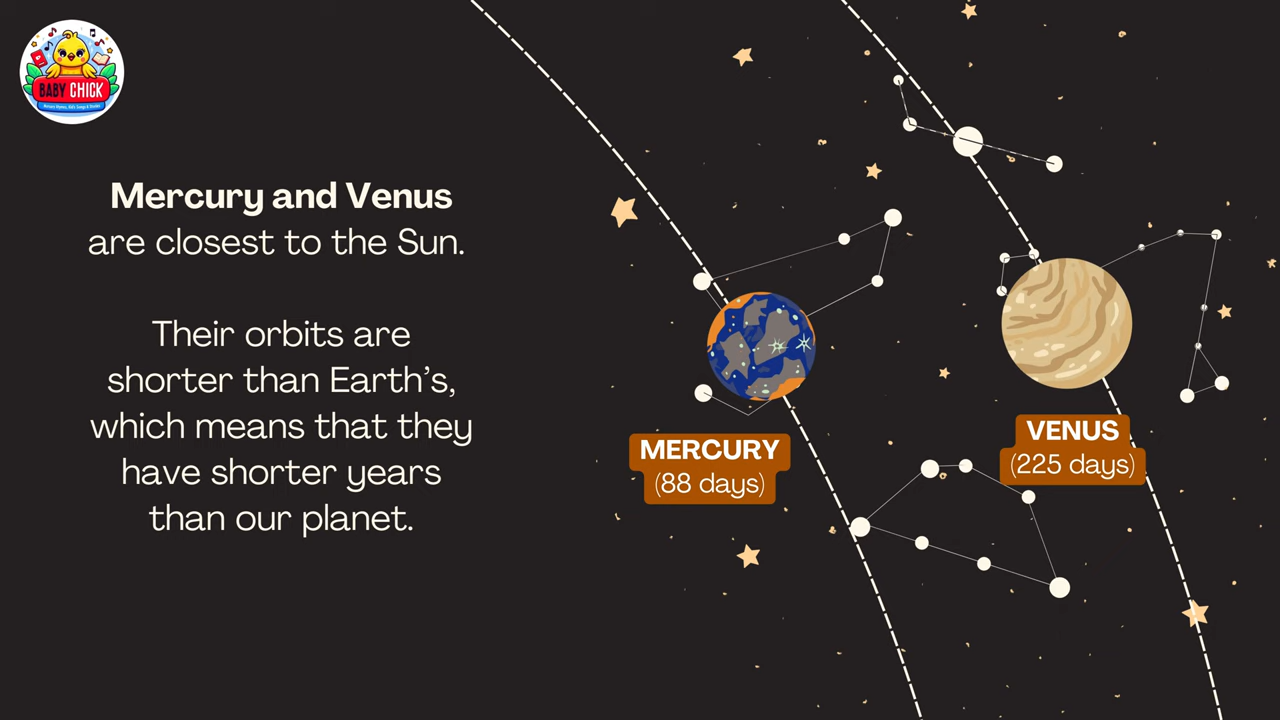 BABY CHICK
Mercury and Venus
are closest to the Sun.
Their orbits are
shorter than Earth’s,
which means that they
have shorter years
than our planet.
MERCURY
(88 days)
VENUS
(225 days)